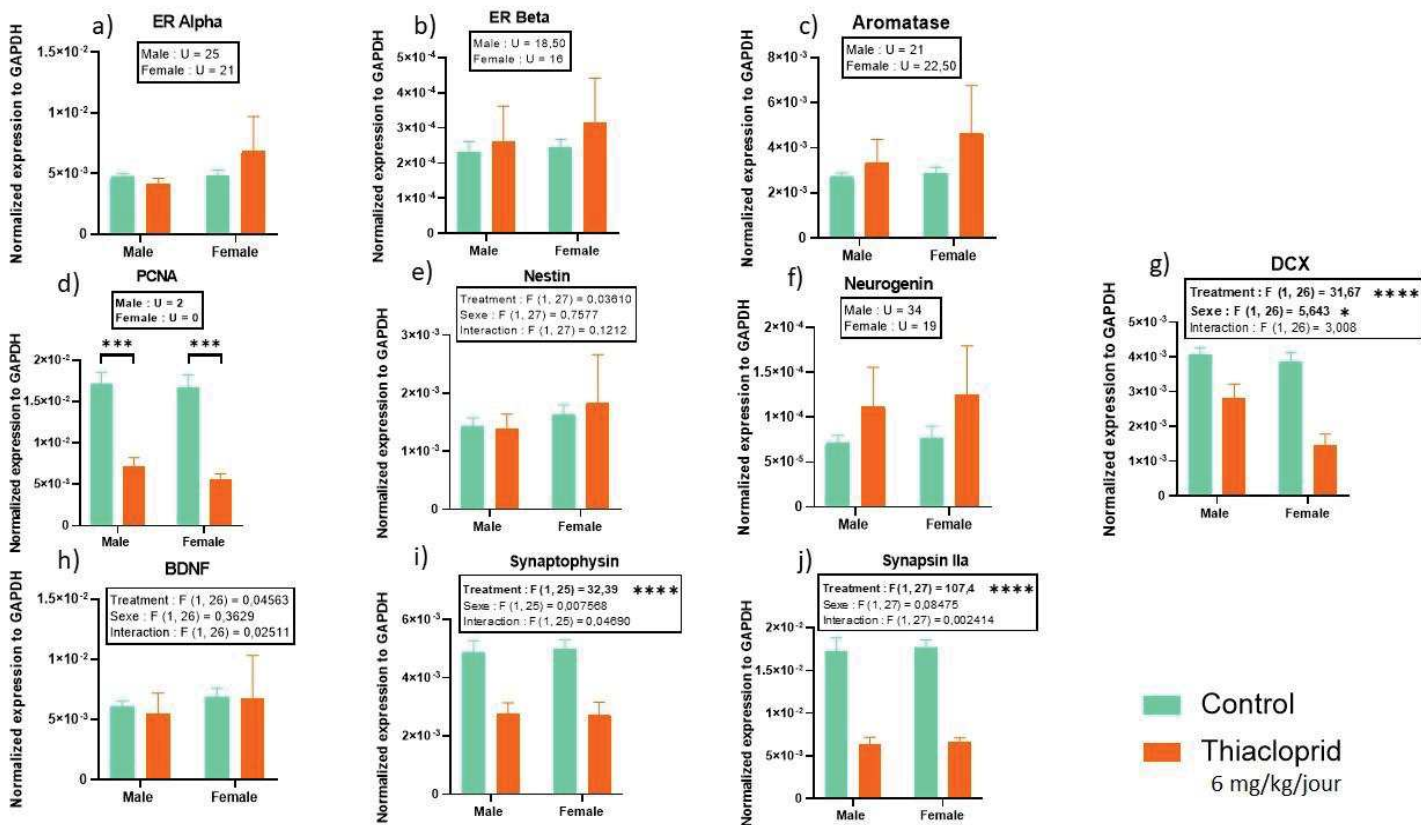 a)
ER Alpha
Male : U = 25
Female : U = 21
Normalized expression to GAPDH
1.5×10⁻²
1×10⁻²
5×10⁻³
0
Male Female
b)
ER Beta
Male : U = 18,50
Female : U = 16
Normalized expression to GAPDH
5×10⁻⁴
4×10⁻⁴
3×10⁻⁴
2×10⁻⁴
1×10⁻⁴
0
Male Female
c)
Aromatase
Male : U = 21
Female : U = 22,50
Normalized expression to GAPDH
8×10⁻³
6×10⁻³
4×10⁻³
2×10⁻³
0
Male Female
d)
PCNA
Male : U = 2
Female : U = 0
*** ***
Normalized expression to GAPDH
2×10⁻²
1.5×10⁻²
1×10⁻²
5×10⁻³
0
Male Female
e)
Nestin
Treatment : F (1, 27) = 0,03610
Sexe : F (1, 27) = 0,7577
Interaction : F (1, 27) = 0,1212
Normalized expression to GAPDH
3×10⁻³
2×10⁻³
1×10⁻³
0
Male Female
f)
Neurogenin
Male : U = 34
Female : U = 19
Normalized expression to GAPDH
2×10⁻⁴
1.5×10⁻⁴
1×10⁻⁴
5×10⁻⁵
0
Male Female
g)
DCX
Treatment : F (1, 26) = 31,67 ****
Sexe : F (1, 26) = 5,643 *
Interaction : F (1, 26) = 3,008
Normalized expression to GAPDH
5×10⁻³
4×10⁻³
3×10⁻³
2×10⁻³
1×10⁻³
0
Male Female
h)
BDNF
Treatment : F (1, 26) = 0,04563
Sexe : F (1, 26) = 0,3629
Interaction : F (1, 26) = 0,02511
Normalized expression to GAPDH
1.5×10⁻²
1×10⁻²
5×10⁻³
0
Male Female
i)
Synaptophysin
Treatment : F (1, 25) = 32,39 ****
Sexe : F (1, 25) = 0,007568
Interaction : F (1, 25) = 0,04690
Normalized expression to GAPDH
6×10⁻³
4×10⁻³
2×10⁻³
0
Male Female
j)
Synapsin IIa
Treatment : F (1, 27) = 107,4 ****
Sexe : F (1, 27) = 0,08475
Interaction : F (1, 27) = 0,002414
Normalized expression to GAPDH
2×10⁻²
1.5×10⁻²
1×10⁻²
5×10⁻³
0
Male Female
Control
Thiacloprid
6 mg/kg/jour